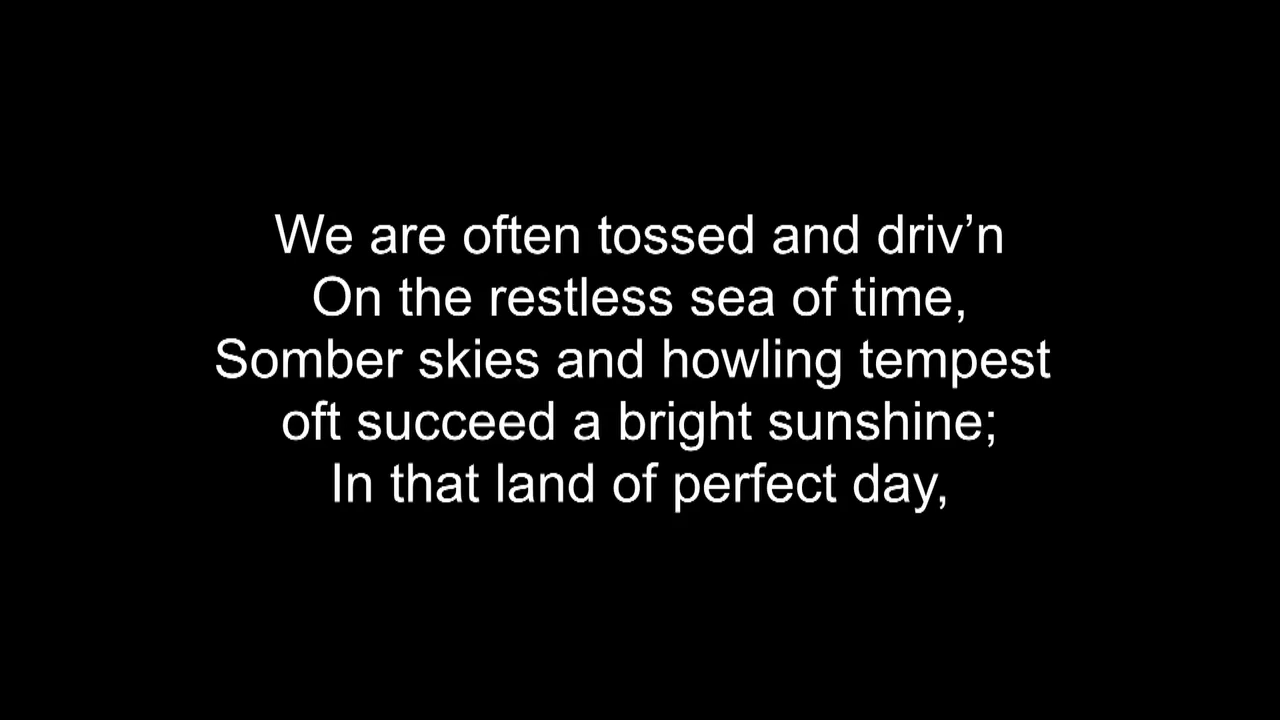 We are often tossed and driv’n
On the restless sea of time,
Somber skies and howling tempest
oft succeed a bright sunshine;
In that land of perfect day,